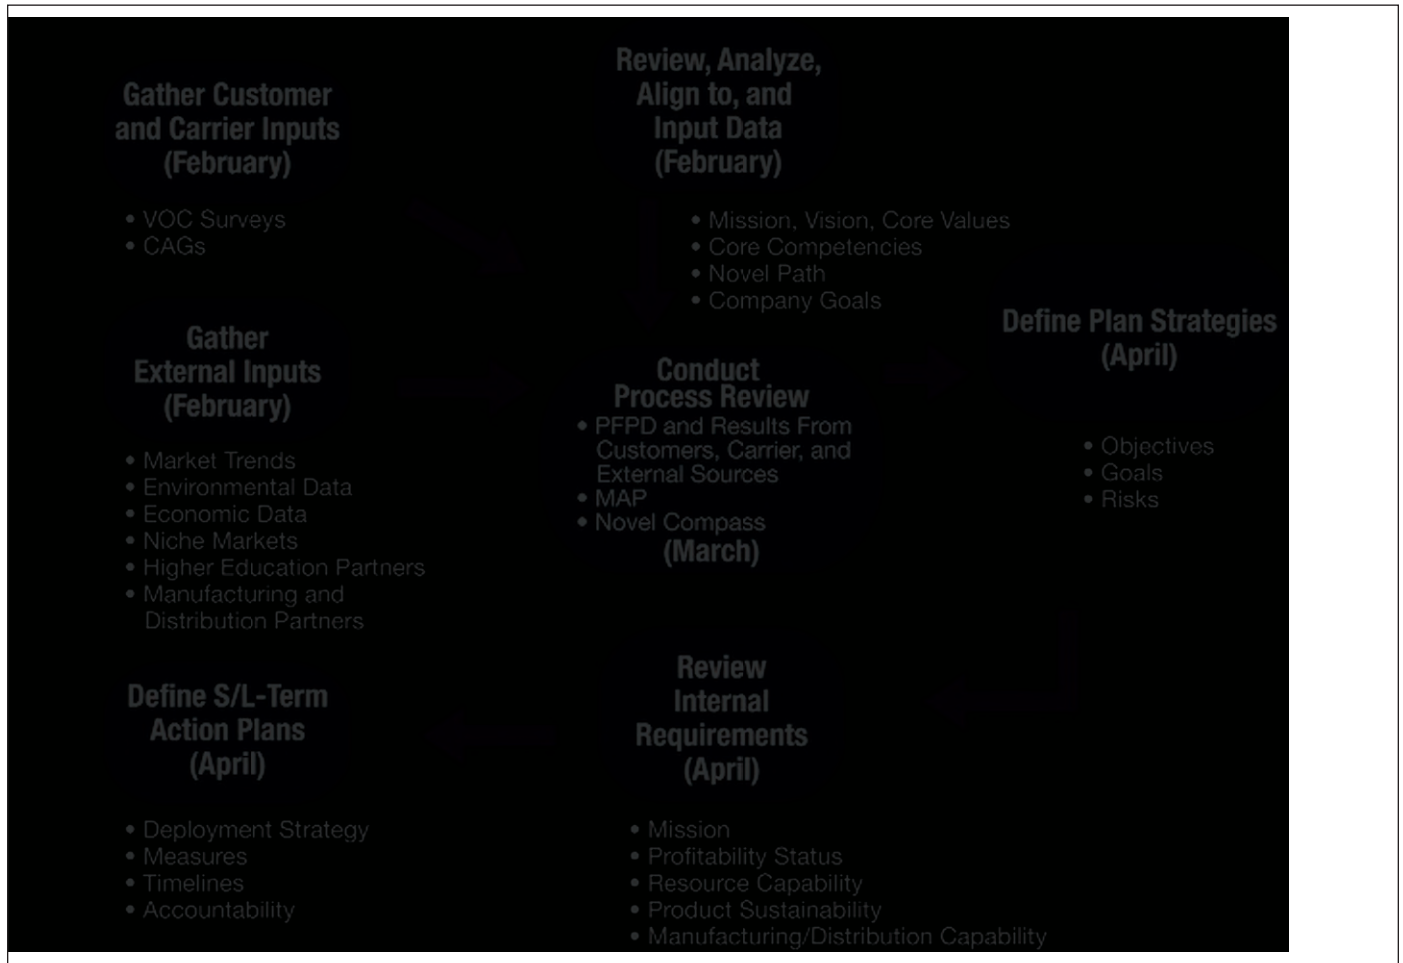 Gather Customer
and Carrier Inputs
(February)
• VOC Surveys
• CAGs
Review, Analyze,
Align to, and
Input Data
(February)
• Mission, Vision, Core Values
• Core Competencies
• Novel Path
• Company Goals
Gather
External Inputs
(February)
• Market Trends
• Environmental Data
• Economic Data
• Niche Markets
• Higher Education Partners
• Manufacturing and
Distribution Partners
Conduct
Process Review
• PFPD and Results From
Customers, Carrier, and
External Sources
• MAP
• Novel Compass
(March)
Define Plan Strategies
(April)
• Objectives
• Goals
• Risks
Review
Internal
Requirements
(April)
• Mission
• Profitability Status
• Resource Capability
• Product Sustainability
• Manufacturing/Distribution Capability
Define S/L-Term
Action Plans
(April)
• Deployment Strategy
• Measures
• Timelines
• Accountability